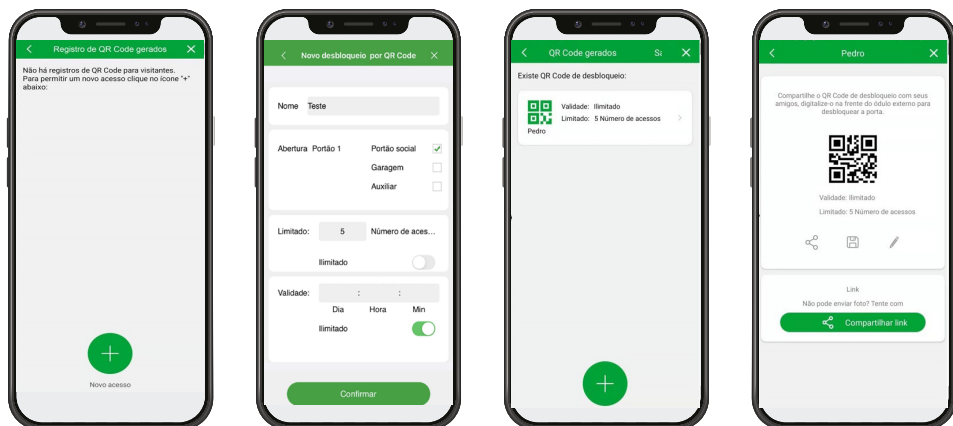 Registro de QR Code gerados
Não há registros de QR Code para visitantes.
Para permitir um novo acesso clique no ícone "+"
abaixo:
Novo acesso
Novo desbloqueio por QR Code
Nome Teste
Abertura Portão 1 Portão social
Garagem
Auxiliar
Limitado: 5 Número de aces...
Ilimitado
Validade: : :
Dia Hora Min
Ilimitado
Confirmar
QR Code gerados Sa
Existe QR Code de desbloqueio:
Validade: Ilimitado
Limitado: 5 Número de acessos
Pedro
Pedro
Compartilhe o QR Code de desbloqueio com seus
amigos, digitalize-o na frente do ódulo externo para
desbloquear a porta.
Validade: Ilimitado
Limitado: 5 Número de acessos
Link
Não pode enviar foto? Tente com
Compartilhar link